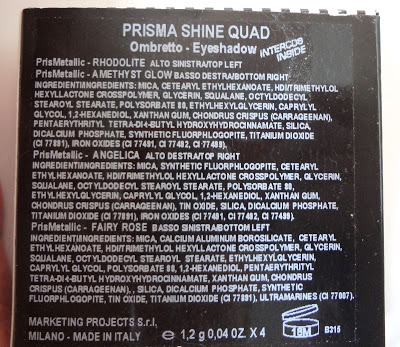 PRISMA SHINE QUAD
Ombretto - Eyeshadow INTERCOS INSIDE
PrisMetallic - RHODOLITE ALTO SINISTRA/TOP LEFT
PrisMetallic - AMETHYST GLOW BASSO DESTRA/BOTTOM RIGHT
INGREDIENTI/INGREDIENTS: MICA, CETEARYL ETHYLHEXANOATE, HDI/TRIMETHYLOL
HEXYLLACTONE CROSSPOLYMER, GLYCERIN, SQUALANE, OCTYLDODECYL
STEAROYL STEARATE, POLYSORBATE 80, ETHYLHEXYLGLYCERIN, CAPRYLYL
GLYCOL, 1,2-HEXANEDIOL, XANTHAN GUM, CHONDRUS CRISPUS (CARRAGEENAN),
PENTAERYTHRITYL TETRA-DI-t-BUTYL HYDROXYHYDROCINNAMATE, SILICA,
DICALCIUM PHOSPHATE, SYNTHETIC FLUORPHLOGOPITE, TITANIUM DIOXIDE
(CI 77891), IRON OXIDES (CI 77491, CI 77492, CI 77499).
PrisMetallic - ANGELICA ALTO DESTRA/TOP RIGHT
INGREDIENTI/INGREDIENTS: MICA, SYNTHETIC FLUORPHLOGOPITE, CETEARYL
ETHYLHEXANOATE, HDI/TRIMETHYLOL HEXYLLACTONE CROSSPOLYMER, GLYCERIN,
SQUALANE, OCTYLDODECYL STEAROYL STEARATE, POLYSORBATE 80,
ETHYLHEXYLGLYCERIN, CAPRYLYL GLYCOL, 1,2-HEXANEDIOL, XANTHAN GUM,
CHONDRUS CRISPUS (CARRAGEENAN), TIN OXIDE, SILICA, DICALCIUM PHOSPHATE,
TITANIUM DIOXIDE (CI 77891), IRON OXIDES (CI 77491, CI 77492, CI 77499).
PrisMetallic - FAIRY ROSE BASSO SINISTRA/BOTTOM LEFT
INGREDIENTI/INGREDIENTS: MICA, CALCIUM ALUMINUM BOROSILICATE, CETEARYL
ETHYLHEXANOATE, HDI/TRIMETHYLOL HEXYLLACTONE CROSSPOLYMER, GLYCERIN,
SQUALANE, OCTYLDODECYL STEAROYL STEARATE, ETHYLHEXYLGLYCERIN,
CAPRYLYL GLYCOL, POLYSORBATE 80, 1,2-HEXANEDIOL, PENTAERYTHRITYL
TETRA-DI-t-BUTYL HYDROXYHYDROCINNAMATE, XANTHAN GUM, CHONDRUS
CRISPUS (CARRAGEENAN), SILICA, DICALCIUM PHOSPHATE, SYNTHETIC
FLUORPHLOGOPITE, TIN OXIDE, TITANIUM DIOXIDE (CI 77891), ULTRAMARINES (CI 77007).
MARKETING PROJECTS S.r.l,
MILANO - MADE IN ITALY
e 1,2 g 0,04 OZ. X 4
18M
B315